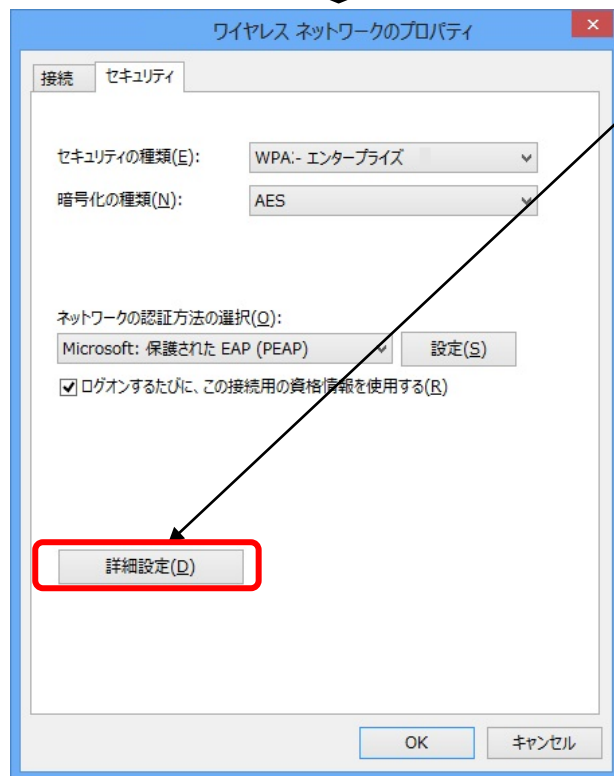 ワイヤレス ネットワークのプロパティ
接続 セキュリティ
セキュリティの種類(E): WPA:- エンタープライズ
暗号化の種類(N): AES
ネットワークの認証方法の選択(O):
Microsoft: 保護された EAP (PEAP) 設定(S)
ログオンするたびに、この接続用の資格情報を使用する(R)
詳細設定(D)
OK キャンセル